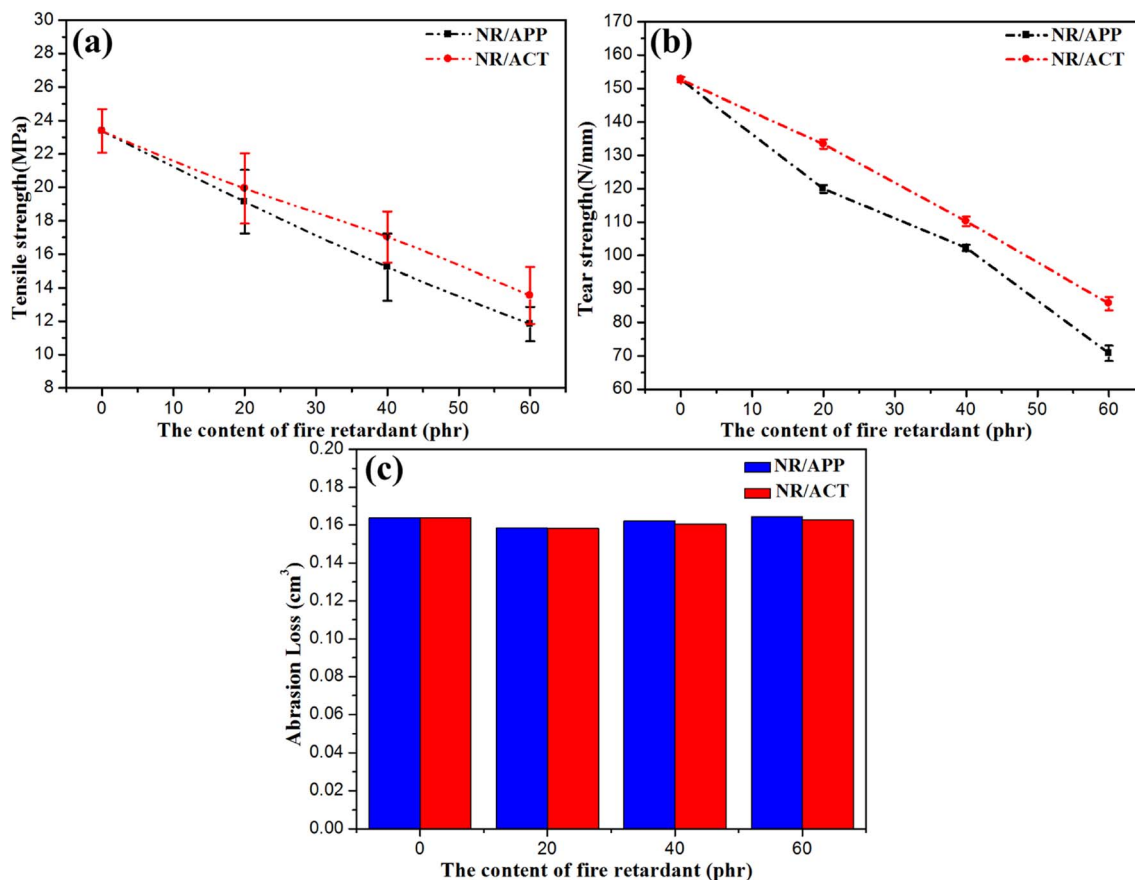 (a)
NR/APP
NR/ACT
Tensile strength(MPa)
30
28
26
24
22
20
18
16
14
12
10
8
0 10 20 30 40 50 60
The content of fire retardant (phr)
(b)
NR/APP
NR/ACT
Tear strength(N/mm)
170
160
150
140
130
120
110
100
90
80
70
60
0 10 20 30 40 50 60
The content of fire retardant (phr)
(c)
NR/APP
NR/ACT
Abrasion Loss (cm³)
0.20
0.18
0.16
0.14
0.12
0.10
0.08
0.06
0.04
0.02
0.00
0 20 40 60
The content of fire retardant (phr)